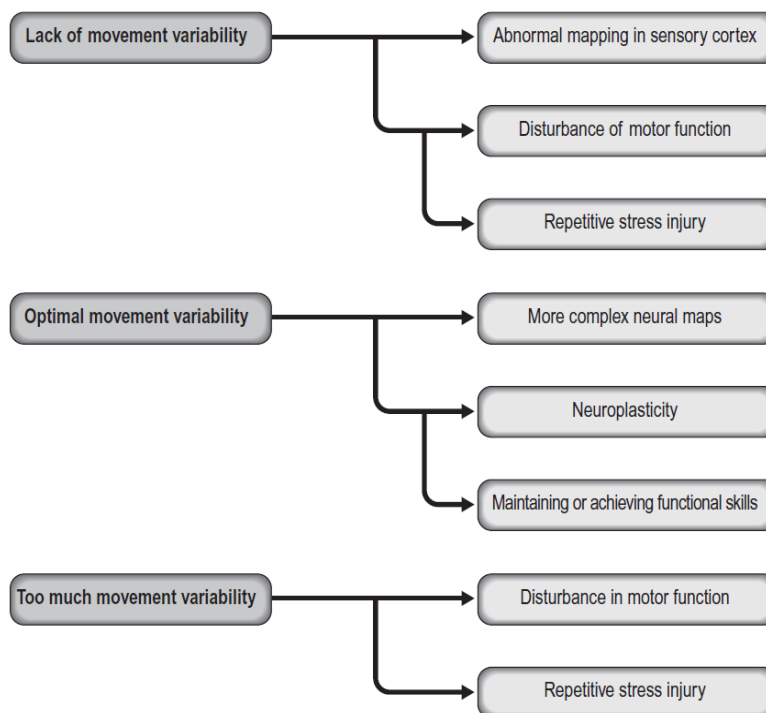 Lack of movement variability
Abnormal mapping in sensory cortex
Disturbance of motor function
Repetitive stress injury
Optimal movement variability
More complex neural maps
Neuroplasticity
Maintaining or achieving functional skills
Too much movement variability
Disturbance in motor function
Repetitive stress injury